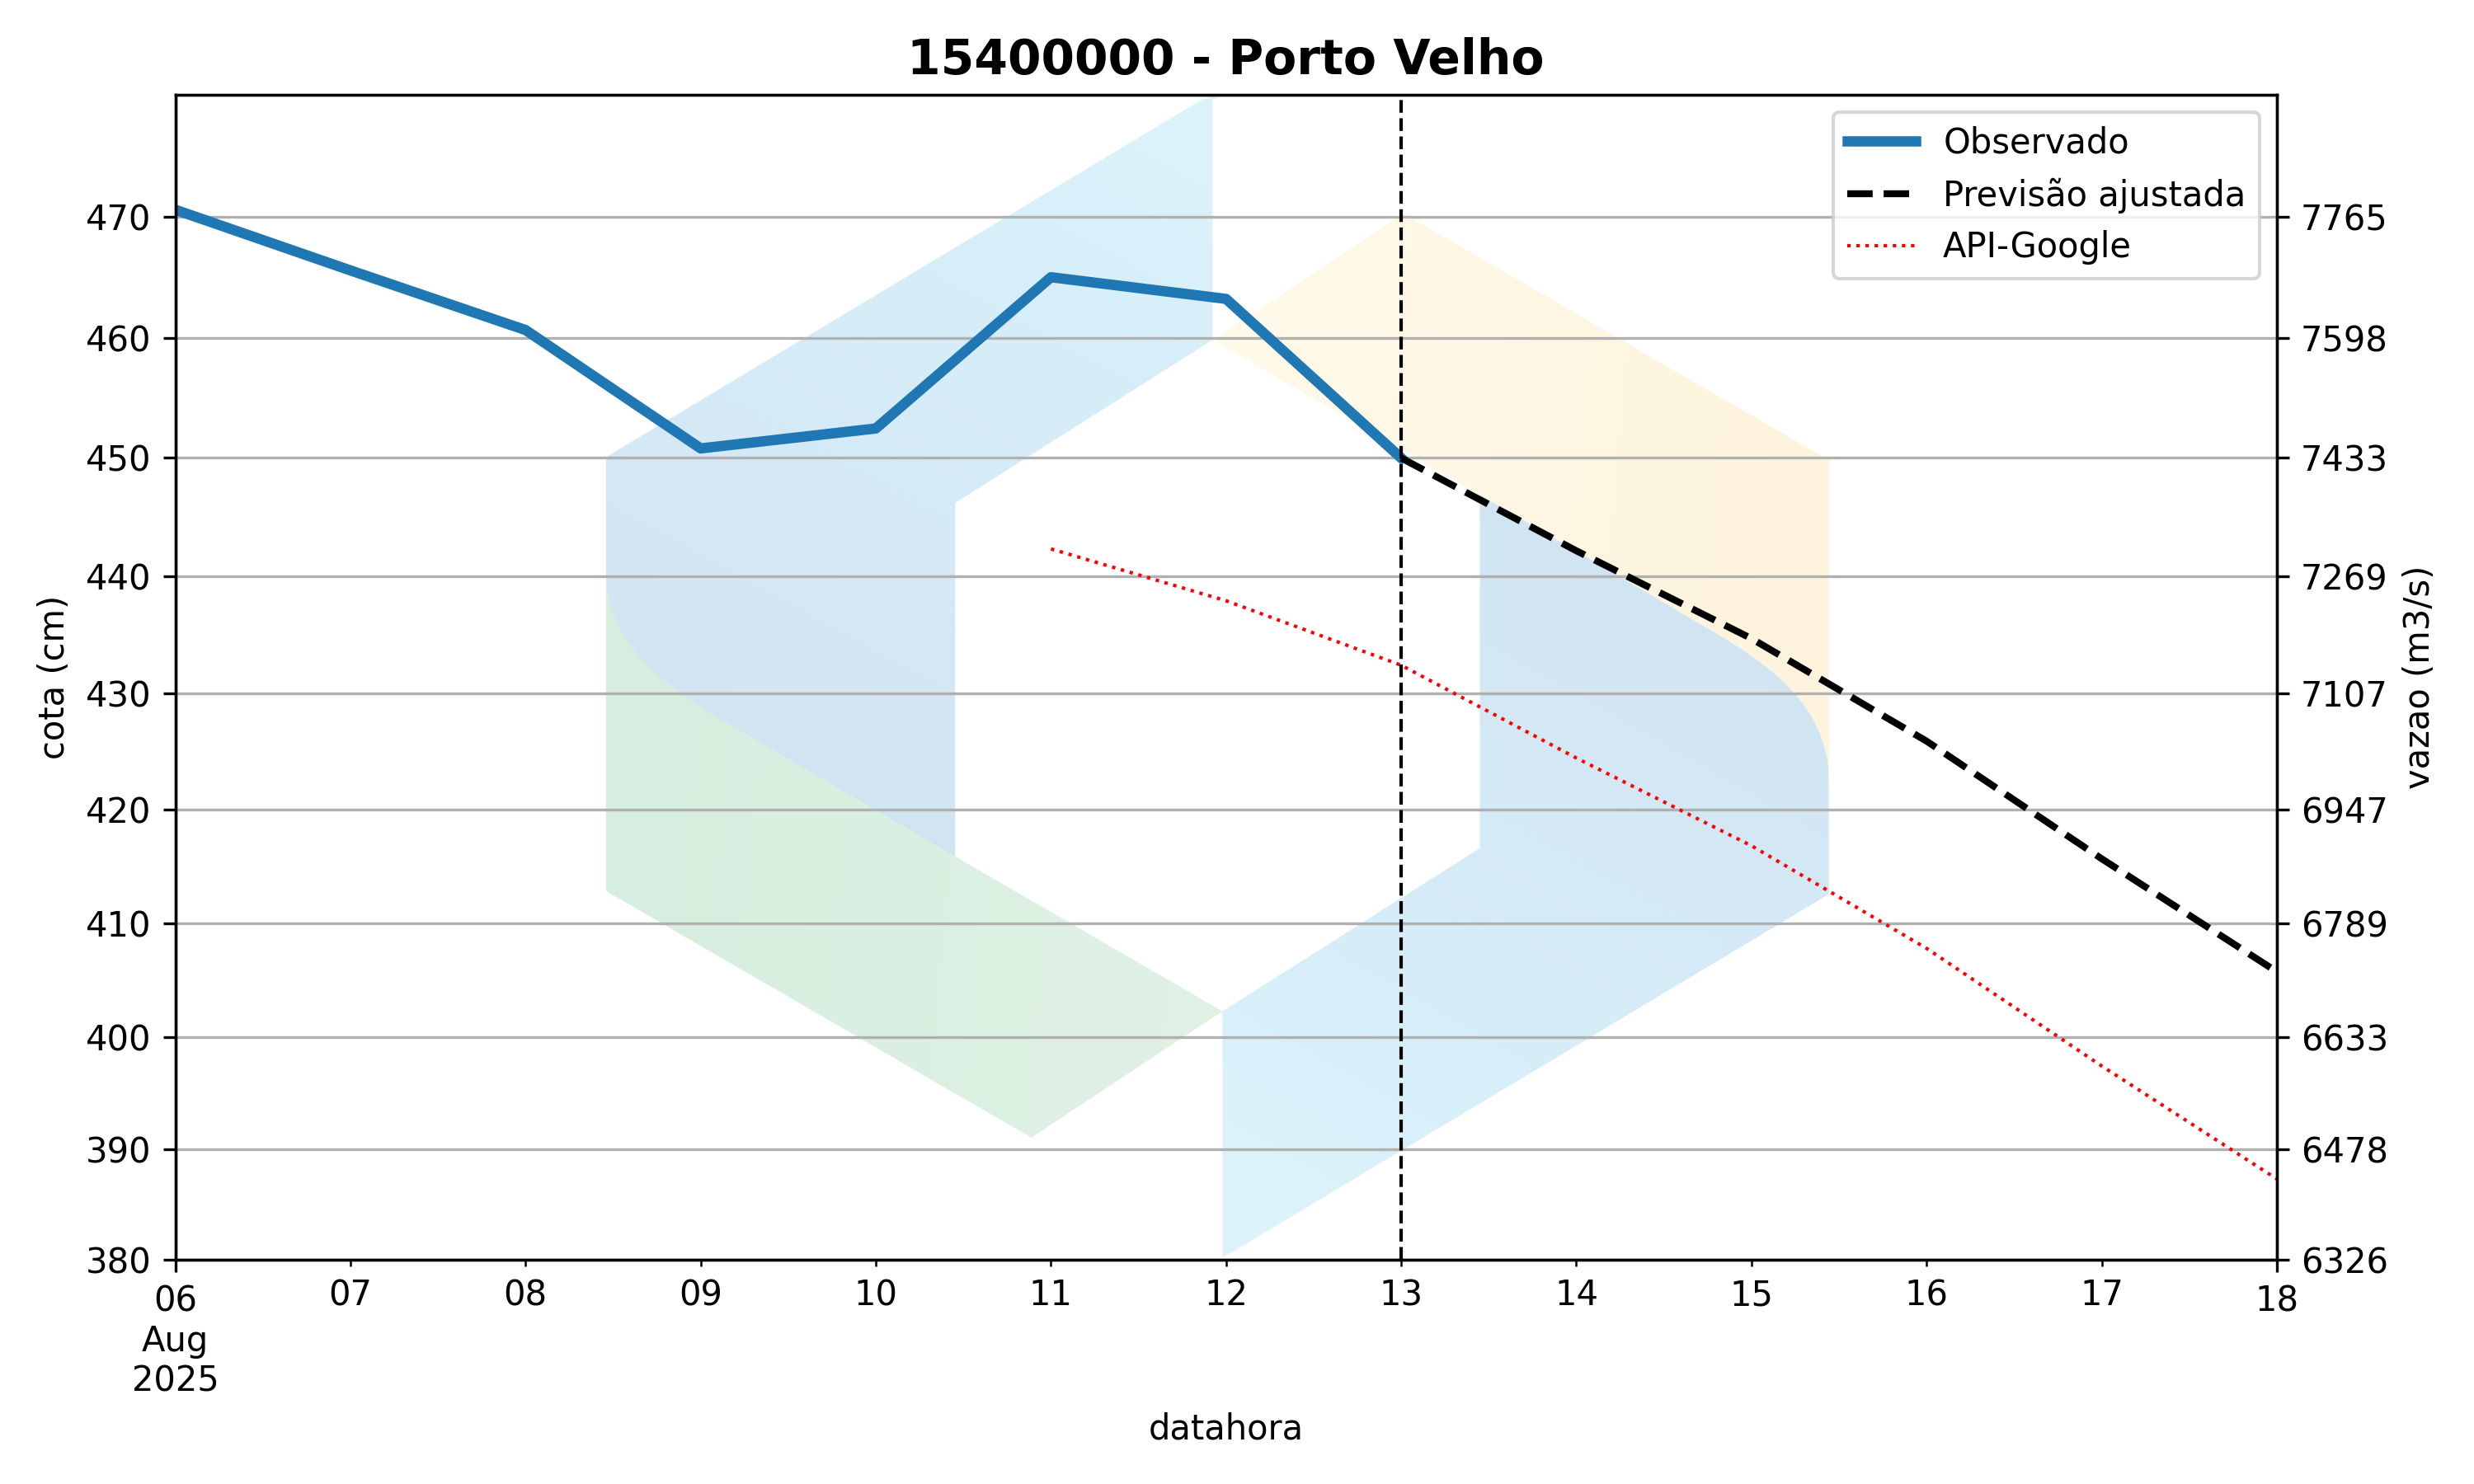 15400000 - Porto Velho
Observado
Previsão ajustada
API-Google
cota (cm)
470
460
450
440
430
420
410
400
390
380
7765
7598
7433
7269
7107
6947
6789
6633
6478
6326
vazao (m3/s)
06 07 08 09 10 11 12 13 14 15 16 17 18
Aug
2025
datahora